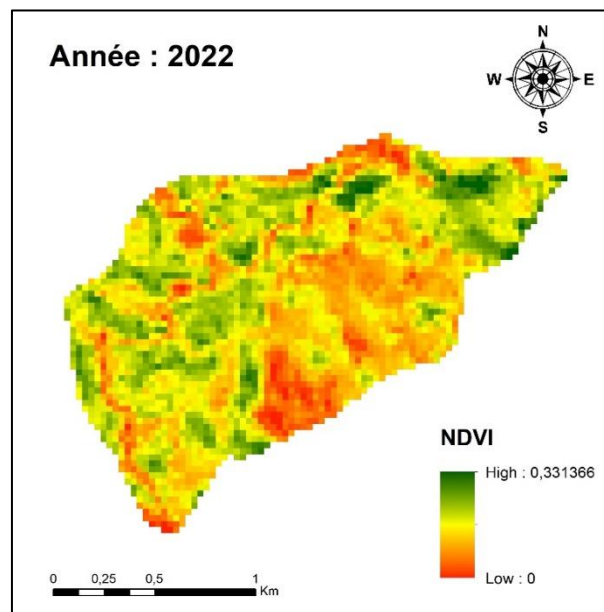 Année : 2022
N
W E
S
NDVI
High : 0,331366
Low : 0
0 0,25 0,5 1
Km